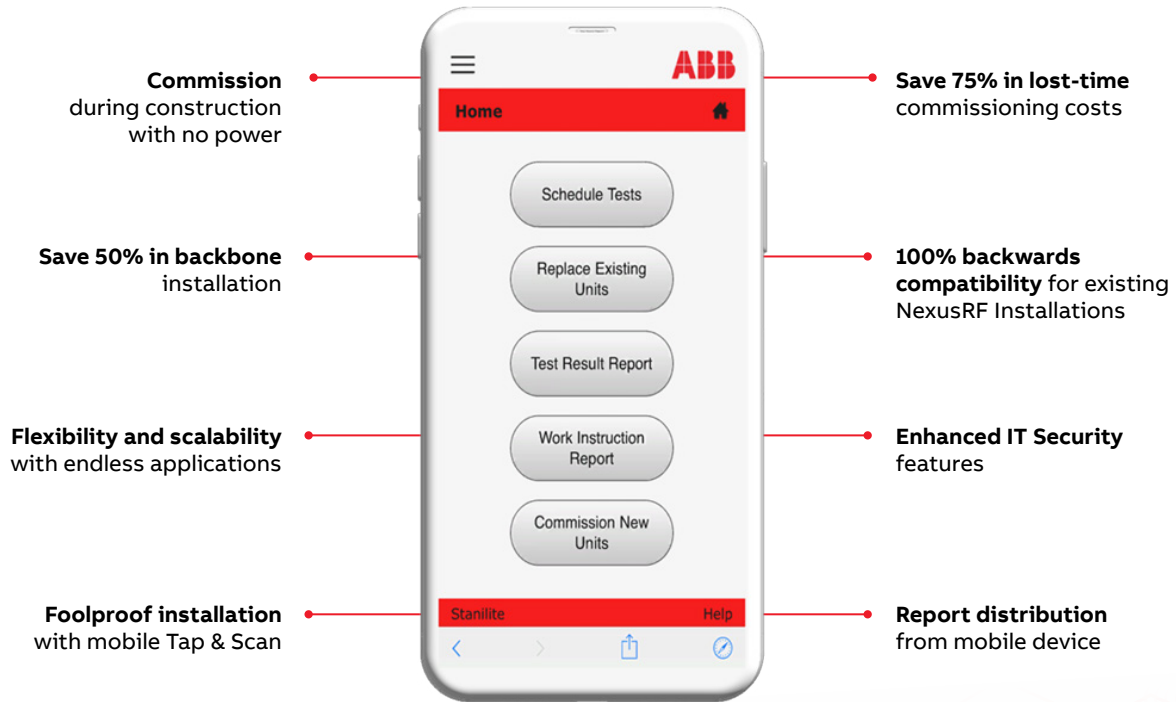 Commission
during construction
with no power
Save 50% in backbone
installation
Flexibility and scalability
with endless applications
Foolproof installation
with mobile Tap & Scan
ABB
Home
Schedule Tests
Replace Existing
Units
Test Result Report
Work Instruction
Report
Commission New
Units
Stanilite
Help
Save 75% in lost-time
commissioning costs
100% backwards
compatibility for existing
NexusRF Installations
Enhanced IT Security
features
Report distribution
from mobile device